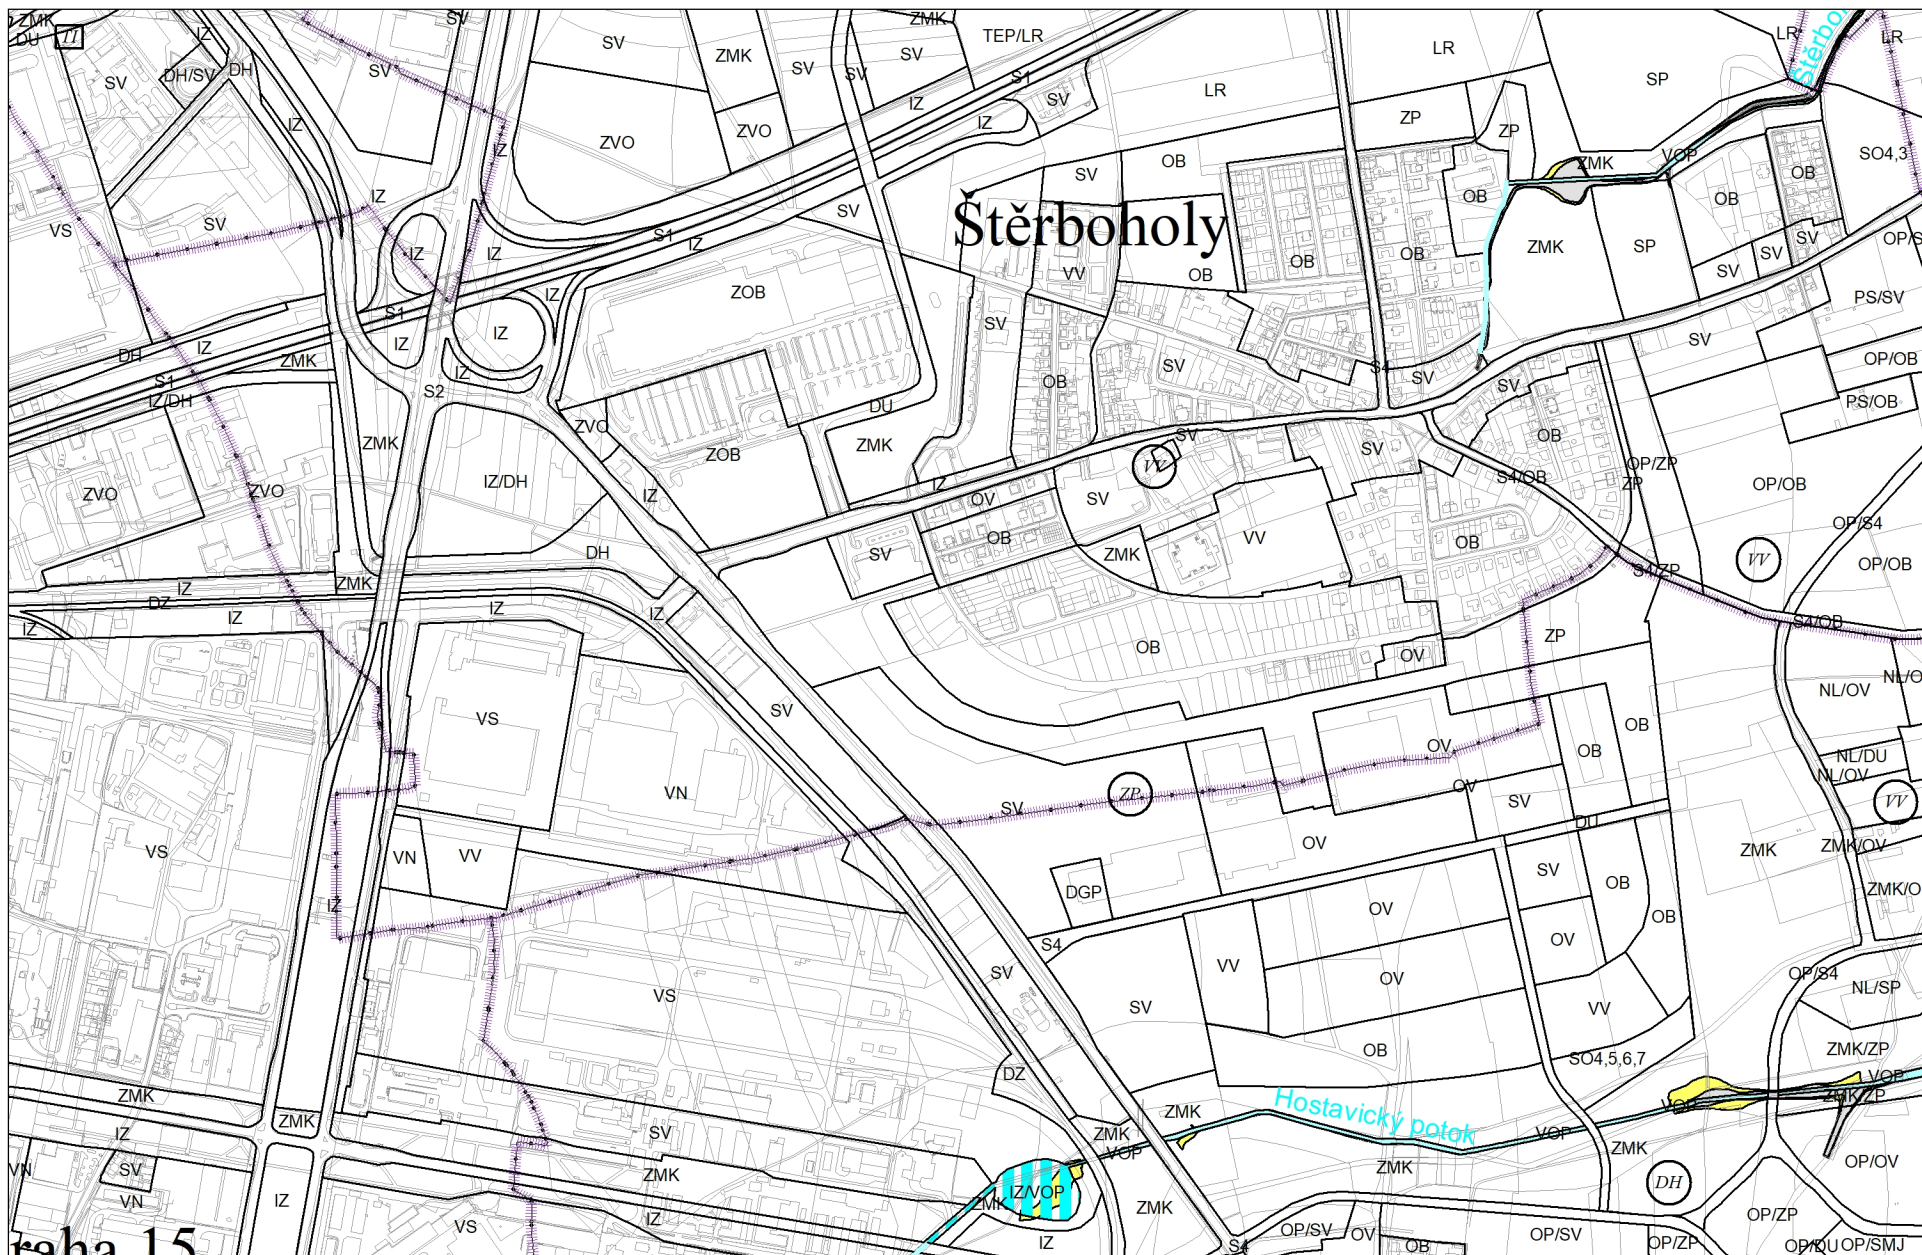 ZMK
DU
TI
IZ
SV
SV
ZMK
TEP/LR
LR
LR
LR
Štěrboh
SV
DH/SV
DH
SV
ZMK
SV
SV
SV
S1
SP
IZ
IZ
SV
LR
ZP
ZP
IZ
ZVO
ZVO
IZ
IZ
OB
ZMK
VOP
SO4,3
SV
OB
IZ
OB
OB
VS
SV
SV
Štěrboholy
S1
IZ
IZ
IZ
ZMK
SP
SV
OP/S
OB
OB
OB
SV
SV
VV
ZOB
IZ
PS/SV
S1
IZ
IZ
SV
DH
IZ
ZMK
SV
OP/OB
S1
IZ
S4
SV
SV
SV
IZ/DH
S2
OB
DU
PS/OB
ZMK
ZVO
ZMK
SV
OB
ZOB
SV
VV
OP/ZP
ZVO
ZVO
IZ/DH
IZ
IZ
OV
SV
S4/OB
ZP
OP/OB
OP/S4
DH
SV
OB
ZMK
VV
OB
VV
OP/OB
IZ
ZMK
S4/ZP
DZ
IZ
IZ
IZ
IZ
S4/OB
ZP
OB
OV
NL/O
NL/OV
VS
SV
OV
OB
OB
NL/DU
NL/OV
VN
ZP
SV
OV
SV
VV
DU
VS
VN
VV
OV
ZMK
ZMK/OV
SV
OB
DGP
ZMK/O
IZ
OV
OB
S4
OV
SV
VV
OV
OP/S4
NL/SP
VS
SV
VV
OB
ZMK/ZP
SO4,5,6,7
DZ
VOP
ZMK
Hostavický potok
ZMK/ZP
VOP
ZMK
ZMK
IZ
SV
ZMK
VOP
VOP
ZMK
VN
SV
ZMK
ZMK
OP/OV
VN
IZ
IZ/VOP
DH
ZMK
ZMK
OP/ZP
VS
IZ
IZ
S4
OP/SV
OV
OB
OP/SV
OP/ZP
OP/DU
OP/SMJ
raha 15